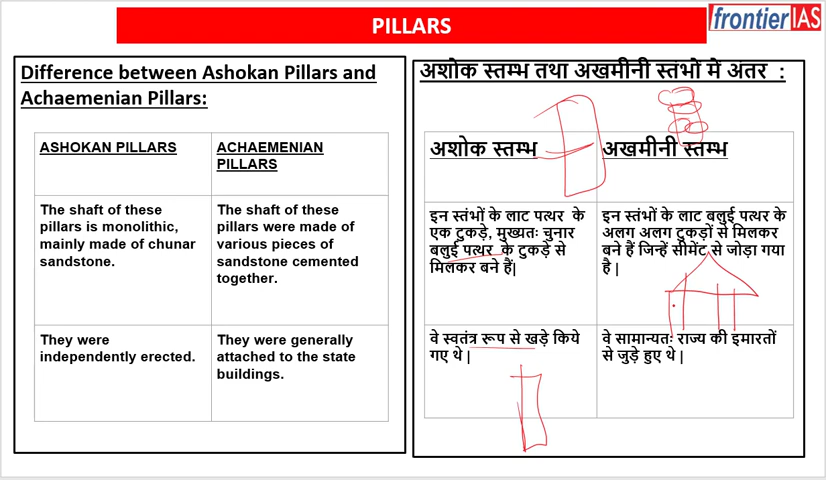 PILLARS
frontierIAS
Difference between Ashokan Pillars and
Achaemenian Pillars:
ASHOKAN PILLARS
ACHAEMENIAN
PILLARS
The shaft of these
pillars is monolithic,
mainly made of chunar
sandstone.
The shaft of these
pillars were made of
various pieces of
sandstone cemented
together.
They were
independently erected.
They were generally
attached to the state
buildings.
अशोक स्तम्भ तथा अखमीनी स्तंभों में अंतर :
अशोक स्तम्भ
अखमीनी स्तम्भ
इन स्तंभों के लाट पत्थर के
एक टुकड़े, मुख्यतः चुनार
बलुई पत्थर के टुकड़े से
मिलकर बने हैं|
इन स्तंभों के लाट बलुई पत्थर के
अलग अलग टुकड़ों से मिलकर
बने हैं जिन्हें सीमेंट से जोड़ा गया
है |
वे स्वतंत्र रूप से खड़े किये
गए थे |
वे सामान्यतः राज्य की इमारतों
से जुड़े हुए थे |